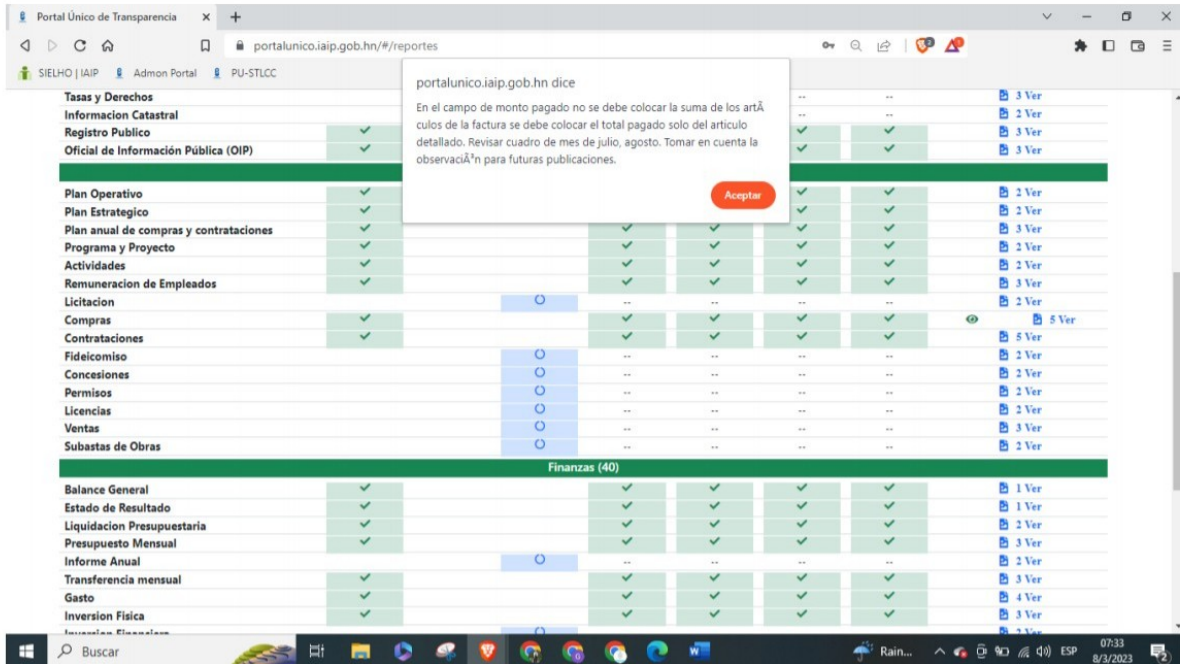 Portal Único de Transparencia
portalunico.iaip.gob.hn/#/reportes
SIELHO | IAIP Admon Portal PU-STLCC
portalunico.iaip.gob.hn dice
En el campo de monto pagado no se debe colocar la suma de los artÃ
culos de la factura se debe colocar el total pagado solo del articulo
detallado. Revisar cuadro de mes de julio, agosto. Tomar en cuenta la
observaciÃ³n para futuras publicaciones.
Aceptar
Tasas y Derechos -- -- 3 Ver
Informacion Catastral -- -- 2 Ver
Registro Publico 3 Ver
Oficial de Información Pública (OIP) 3 Ver
Plan Operativo 2 Ver
Plan Estrategico 2 Ver
Plan anual de compras y contrataciones 3 Ver
Programa y Proyecto 2 Ver
Actividades 2 Ver
Remuneracion de Empleados 3 Ver
Licitacion -- -- -- -- 2 Ver
Compras 5 Ver
Contrataciones 5 Ver
Fideicomiso -- -- -- -- 2 Ver
Concesiones -- -- -- -- 2 Ver
Permisos -- -- -- -- 2 Ver
Licencias -- -- -- -- 2 Ver
Ventas -- -- -- -- 3 Ver
Subastas de Obras -- -- -- -- 2 Ver
Finanzas (40)
Balance General 1 Ver
Estado de Resultado 1 Ver
Liquidacion Presupuestaria 2 Ver
Presupuesto Mensual 3 Ver
Informe Anual -- -- -- -- 2 Ver
Transferencia mensual 3 Ver
Gasto 4 Ver
Inversion Fisica 3 Ver
Inversion Financiera 2 Ver
Buscar
Rain... ESP 07:33
8/3/2023